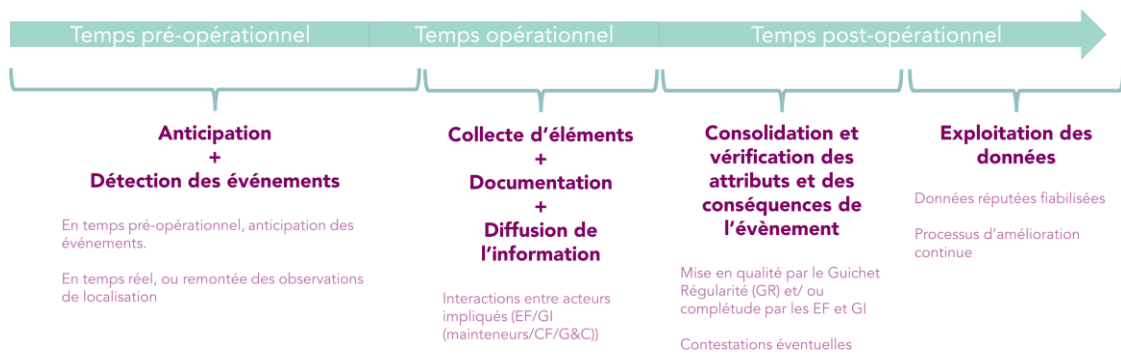 Temps pré-opérationnel
Temps opérationnel
Temps post-opérationnel
Anticipation
+
Détection des événements
En temps pré-opérationnel, anticipation des
événements.
En temps réel, ou remontée des observations
de localisation
Collecte d’éléments
+
Documentation
+
Diffusion de
l’information
Interactions entre acteurs
impliqués (EF/GI
(mainteneurs/CF/G&C))
Consolidation et
vérification des
attributs et des
conséquences de
l’évènement
Mise en qualité par le Guichet
Régularité (GR) et/ ou
complétude par les EF et GI
Contestations éventuelles
Exploitation des
données
Données réputées fiabilisées
Processus d’amélioration
continue